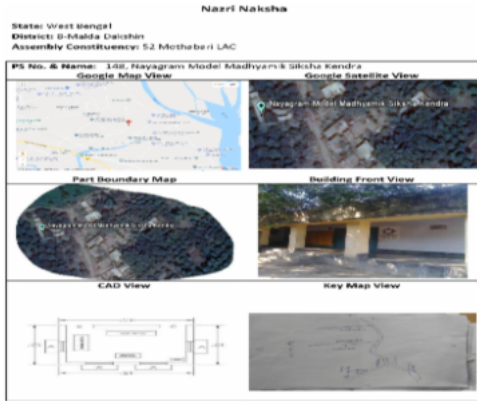 Nazri Naksha
State: West Bengal
District: 8-Malda Dakshin
Assembly Constituency: 52 Mothabari LAC
PS No. & Name: 148, Nayagram Model Madhyamik Siksha Kendra
Google Map View
Google Satellite View
Nayagram Model Madhyamik Siksha Kendra
Part Boundary Map
Building Front View
CAD View
Key Map View